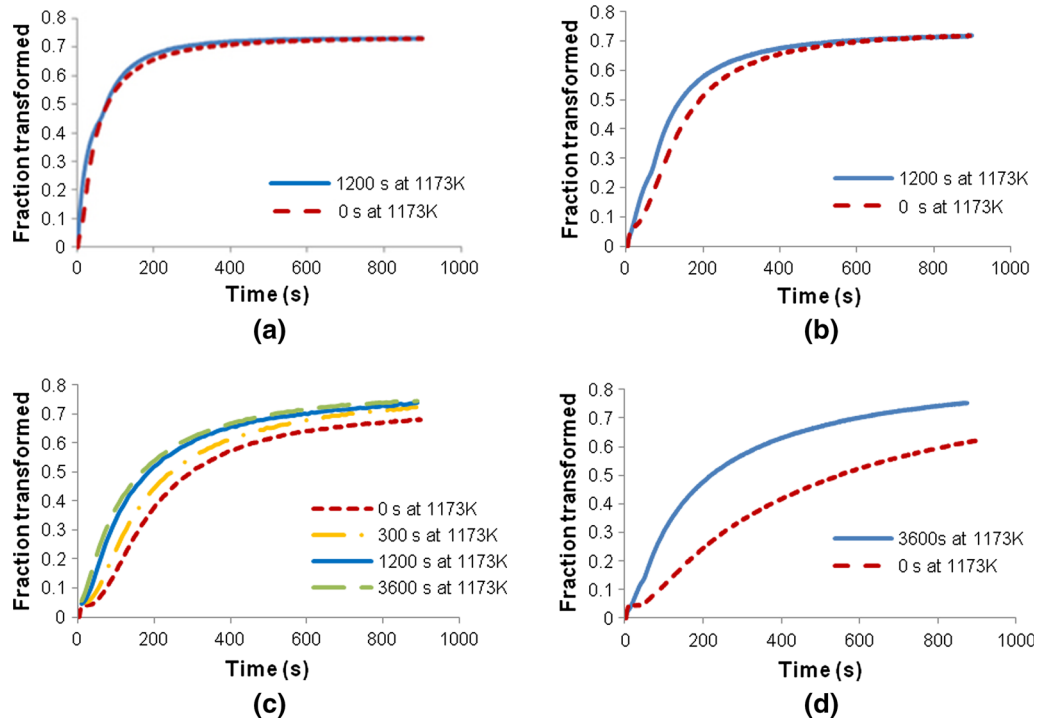 Fraction transformed
0.8
0.7
0.6
0.5
0.4
0.3
0.2
0.1
0
1200 s at 1173K
0 s at 1173K
0 200 400 600 800 1000
Time (s)
(a)
Fraction transformed
0.8
0.7
0.6
0.5
0.4
0.3
0.2
0.1
0
1200 s at 1173K
0 s at 1173K
0 200 400 600 800 1000
Time (s)
(b)
Fraction transformed
0.8
0.7
0.6
0.5
0.4
0.3
0.2
0.1
0
0 s at 1173K
300 s at 1173K
1200 s at 1173K
3600 s at 1173K
0 200 400 600 800 1000
Time (s)
(c)
Fraction transformed
0.8
0.7
0.6
0.5
0.4
0.3
0.2
0.1
0
3600s at 1173K
0 s at 1173K
0 200 400 600 800 1000
Time (s)
(d)